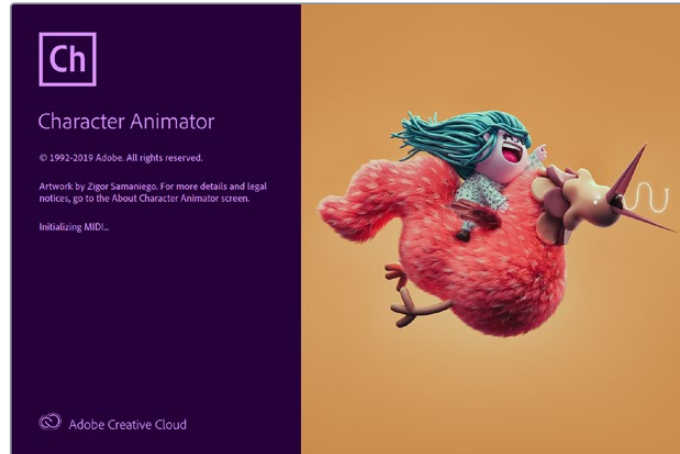 Ch
Character Animator
© 1992-2019 Adobe. All rights reserved.
Artwork by Zigor Samaniego. For more details and legal
notices, go to the About Character Animator screen.
Initializing MIDI...
Adobe Creative Cloud